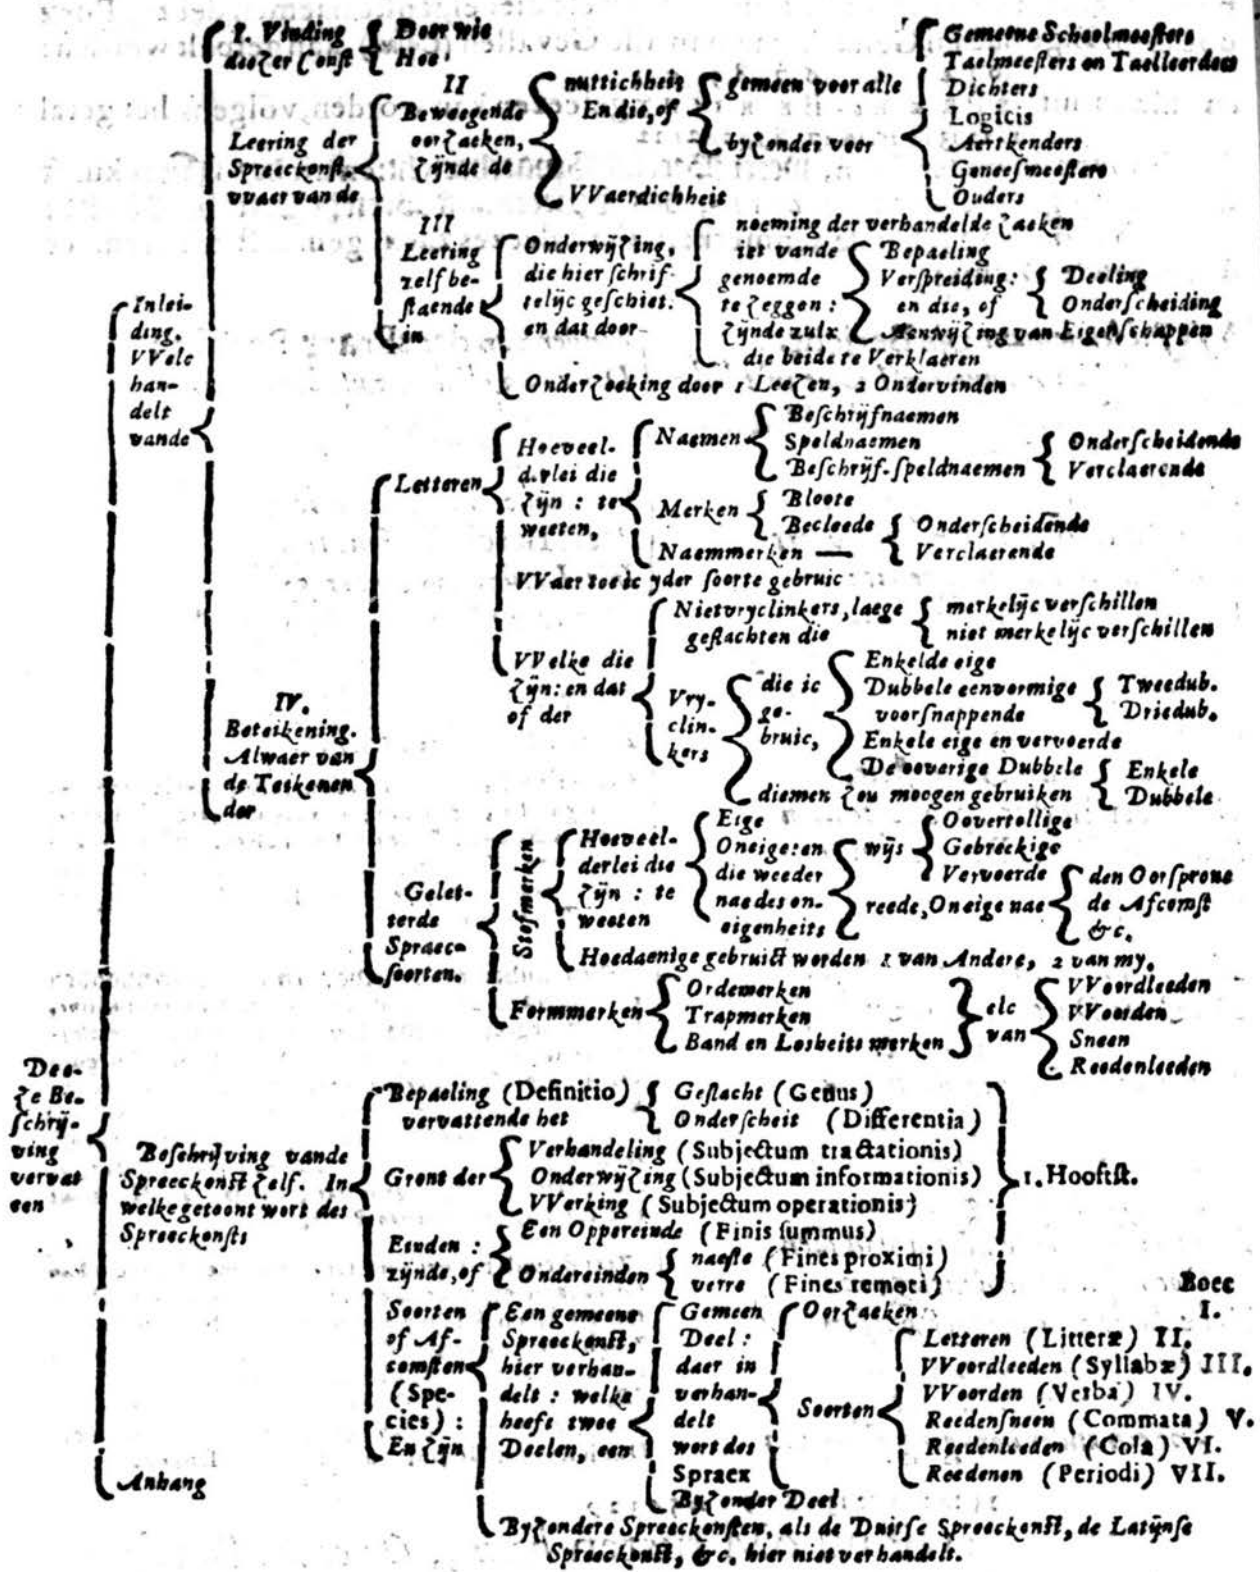 Dee-
ze Be-
schrij-
ving
vervat
een
Inlei-
ding.
VVelc
han-
delt
vande
I. Vinding
deezer Const
Door wie
Hoe
Leering der
Spreeckonst
waer van de
II
Beweegende
oorzaeken,
zijnde de
nutticheit
En die, of
gemeen voor alle
byzonder voor
Gemeene Schoolmeesters
Taelmeesters en Taelleerders
Dichters
Logicis
Aertkenders
Geneesmeesters
Ouders
VVaerdichheit
III
Leering
zelf be-
staende
in
Onderwijzing,
die hier schrif-
telijc geschiet.
en dat door
noeming der verhandelde zaeken
iet vande
genoemde
te zeggen:
zijnde zulx
Bepaeling
Verspreiding:
en die, of
Deeling
Onderscheiding
Aenwijzing van Eigenschappen
die beide te Verklaeren
Onderzoeking door 1 Leezen, 2 Ondervinden
IV.
Beteikening.
Alwaer van
de Teikenen
der
Letteren
Hoeveel-
derlei die
zijn: te
weeten,
Naemen
Beschrijfnaemen
Speldnaemen
Beschrijf-speldnaemen
Onderscheidende
Verclaerende
Merken
Bloote
Becleede
Naemmerken —
Onderscheidende
Verclaerende
VVaer toe ic yder soorte gebruic
VVelke die
zijn: en dat
of der
Nietvryclinkers, laege
geslachten die
merkelijc verschillen
niet merkelijc verschillen
Vry-
clin-
kers
die ic
ge-
bruic,
Enkelde eige
Dubbele eenvormige
voorsnappende
Tweedub.
Driedub.
Enkele eige en vervoerde
De ooverige Dubbele
diemen zou moogen gebruiken
Enkele
Dubbele
Gelet-
terde
Spraec-
soorten.
Stofmerken
Hoeveel-
derlei die
zijn: te
weeten
Eige
Oneige: en
die weeder
nae des on-
eigenheits
wijs
Oovertollige
Gebreckige
Vervoerde
reede, Oneige nae
den Oorspronc
de Afcomst
&c.
Hoedaenige gebruict worden 1 van Andere, 2 van my.
Formmerken
Ordemerken
Trapmerken
Band en Losheits merken
elc
van
VVoordleeden
VVoorden
Sneen
Reedenleeden
Beschrijving vande
Spreeckonst zelf. In
welke getoont wort des
Spreeckonsts
Bepaeling (Definitio)
vervattende het
Geslacht (Genus)
Onderscheit (Differentia)
Gront der
Verhandeling (Subjectum tractationis)
Onderwijzing (Subjectum informationis)
VVerking (Subjectum operationis)
1. Hooftst.
Einden:
zijnde, of
Een Oppereinde (Finis summus)
Ondereinden
naeste (Fines proximi)
verre (Fines remoti)
Soorten
of Af-
comsten
(Spe-
cies):
En zijn
Een gemeene
Spreeckonst,
hier verhan-
delt: welke
heeft twee
Deelen, een
Gemeen
Deel:
daer in
verhan-
delt
wort des
Spraex
Boec
Oorzaeken I.
Soorten
Letteren (Litteræ) II.
VVoordleeden (Syllabæ) III.
VVoorden (Verba) IV.
Reedensneen (Commata) V.
Reedenleeden (Cola) VI.
Reedenen (Periodi) VII.
Byzonder Deel
Byzondere Spreeckonsten, als de Duitse Spreeckonst, de Latijnse
Spreeckonst, &c. hier niet verhandelt.
Anhang